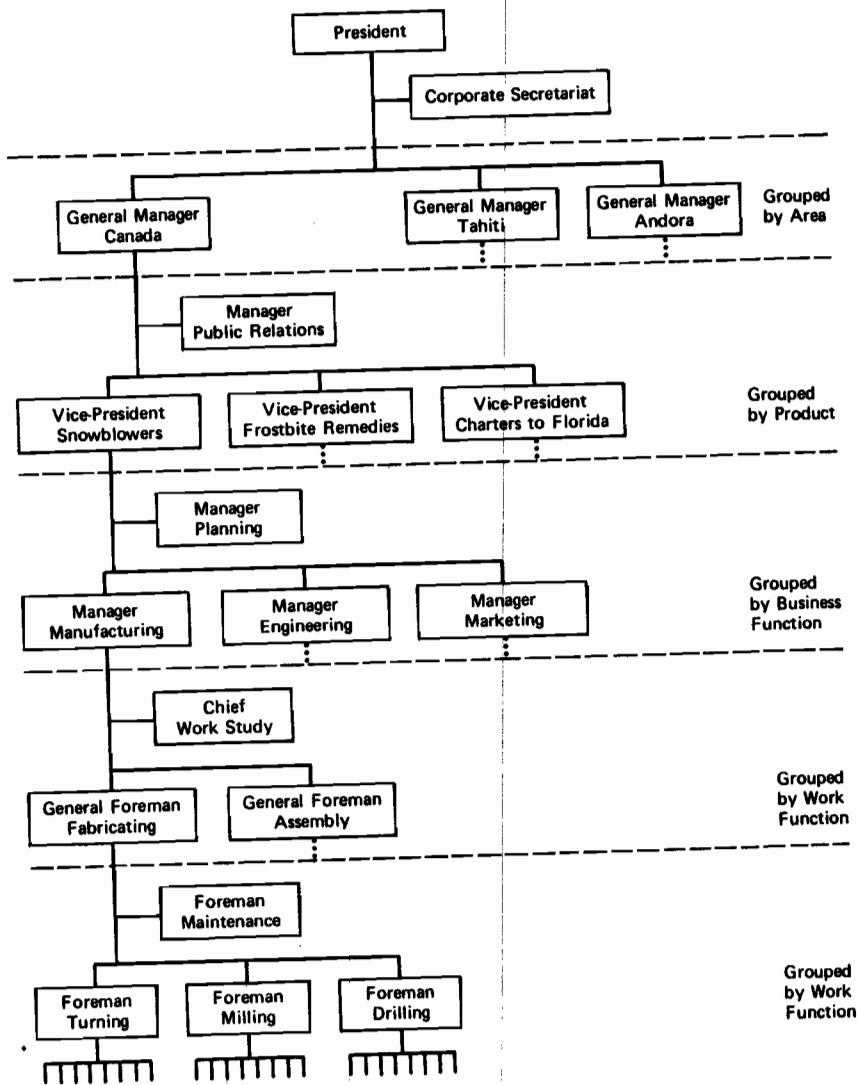 President
Corporate Secretariat
General Manager
Canada
General Manager
Tahiti
General Manager
Andora
Grouped
by Area
Manager
Public Relations
Vice-President
Snowblowers
Vice-President
Frostbite Remedies
Vice-President
Charters to Florida
Grouped
by Product
Manager
Planning
Manager
Manufacturing
Manager
Engineering
Manager
Marketing
Grouped
by Business
Function
Chief
Work Study
General Foreman
Fabricating
General Foreman
Assembly
Grouped
by Work
Function
Foreman
Maintenance
Foreman
Turning
Foreman
Milling
Foreman
Drilling
Grouped
by Work
Function